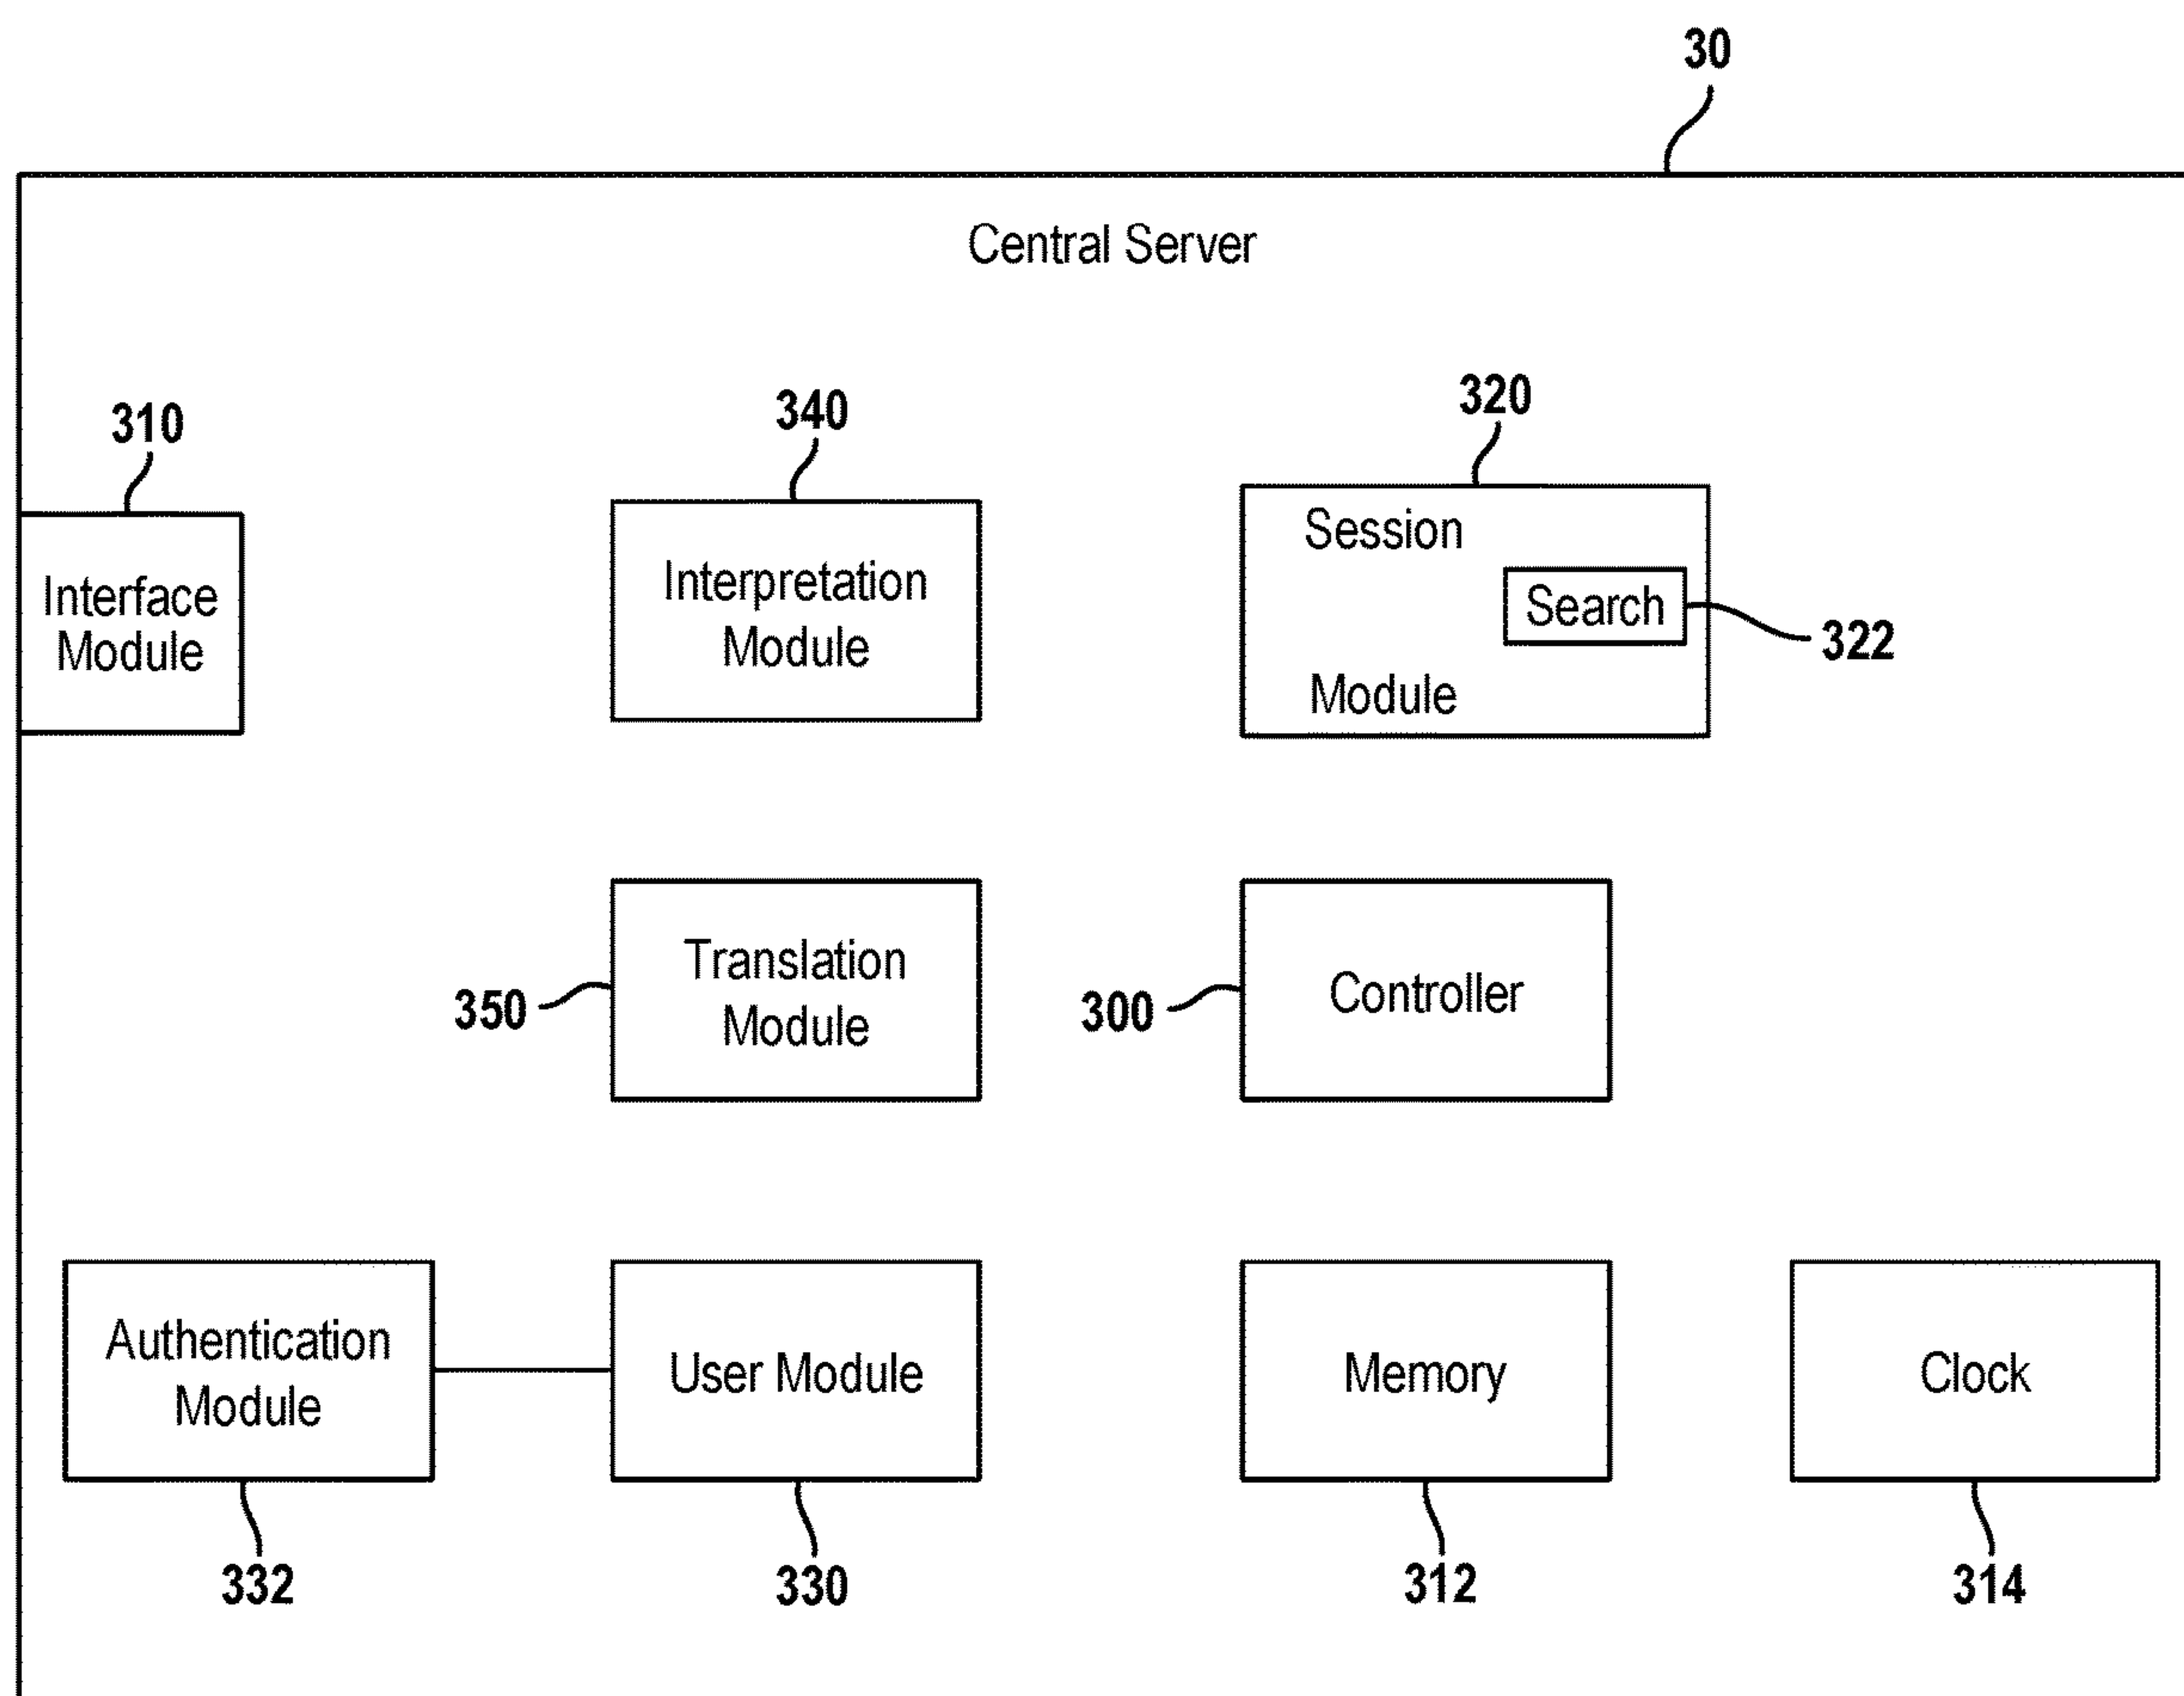 30
Central Server
310
340
320
Interface
Module
Interpretation
Module
Session
Search
Module
322
350
Translation
Module
300
Controller
Authentication
Module
User Module
Memory
Clock
332
330
312
314